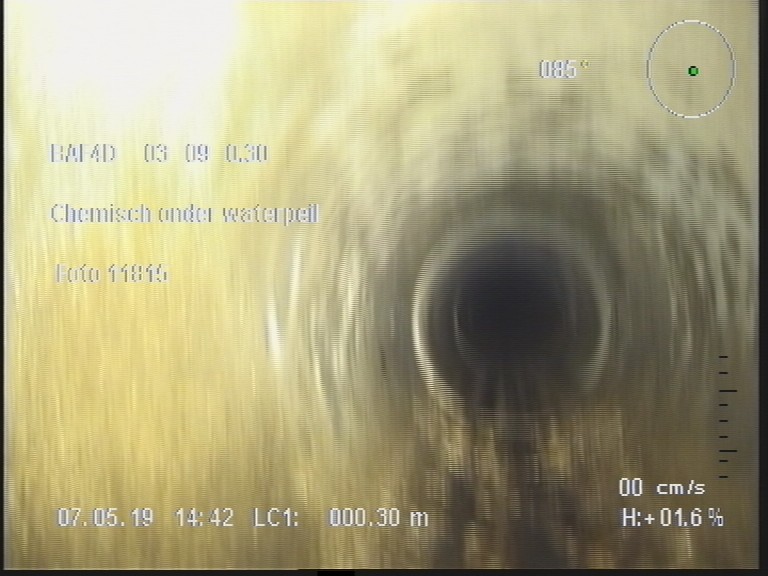 085°
BAF4D 03 09 0.30
Chemisch onder waterpeil
Foto 11815
00 cm/s
07.05.19 14:42 LC1: 000.30 m H:+01.6 %